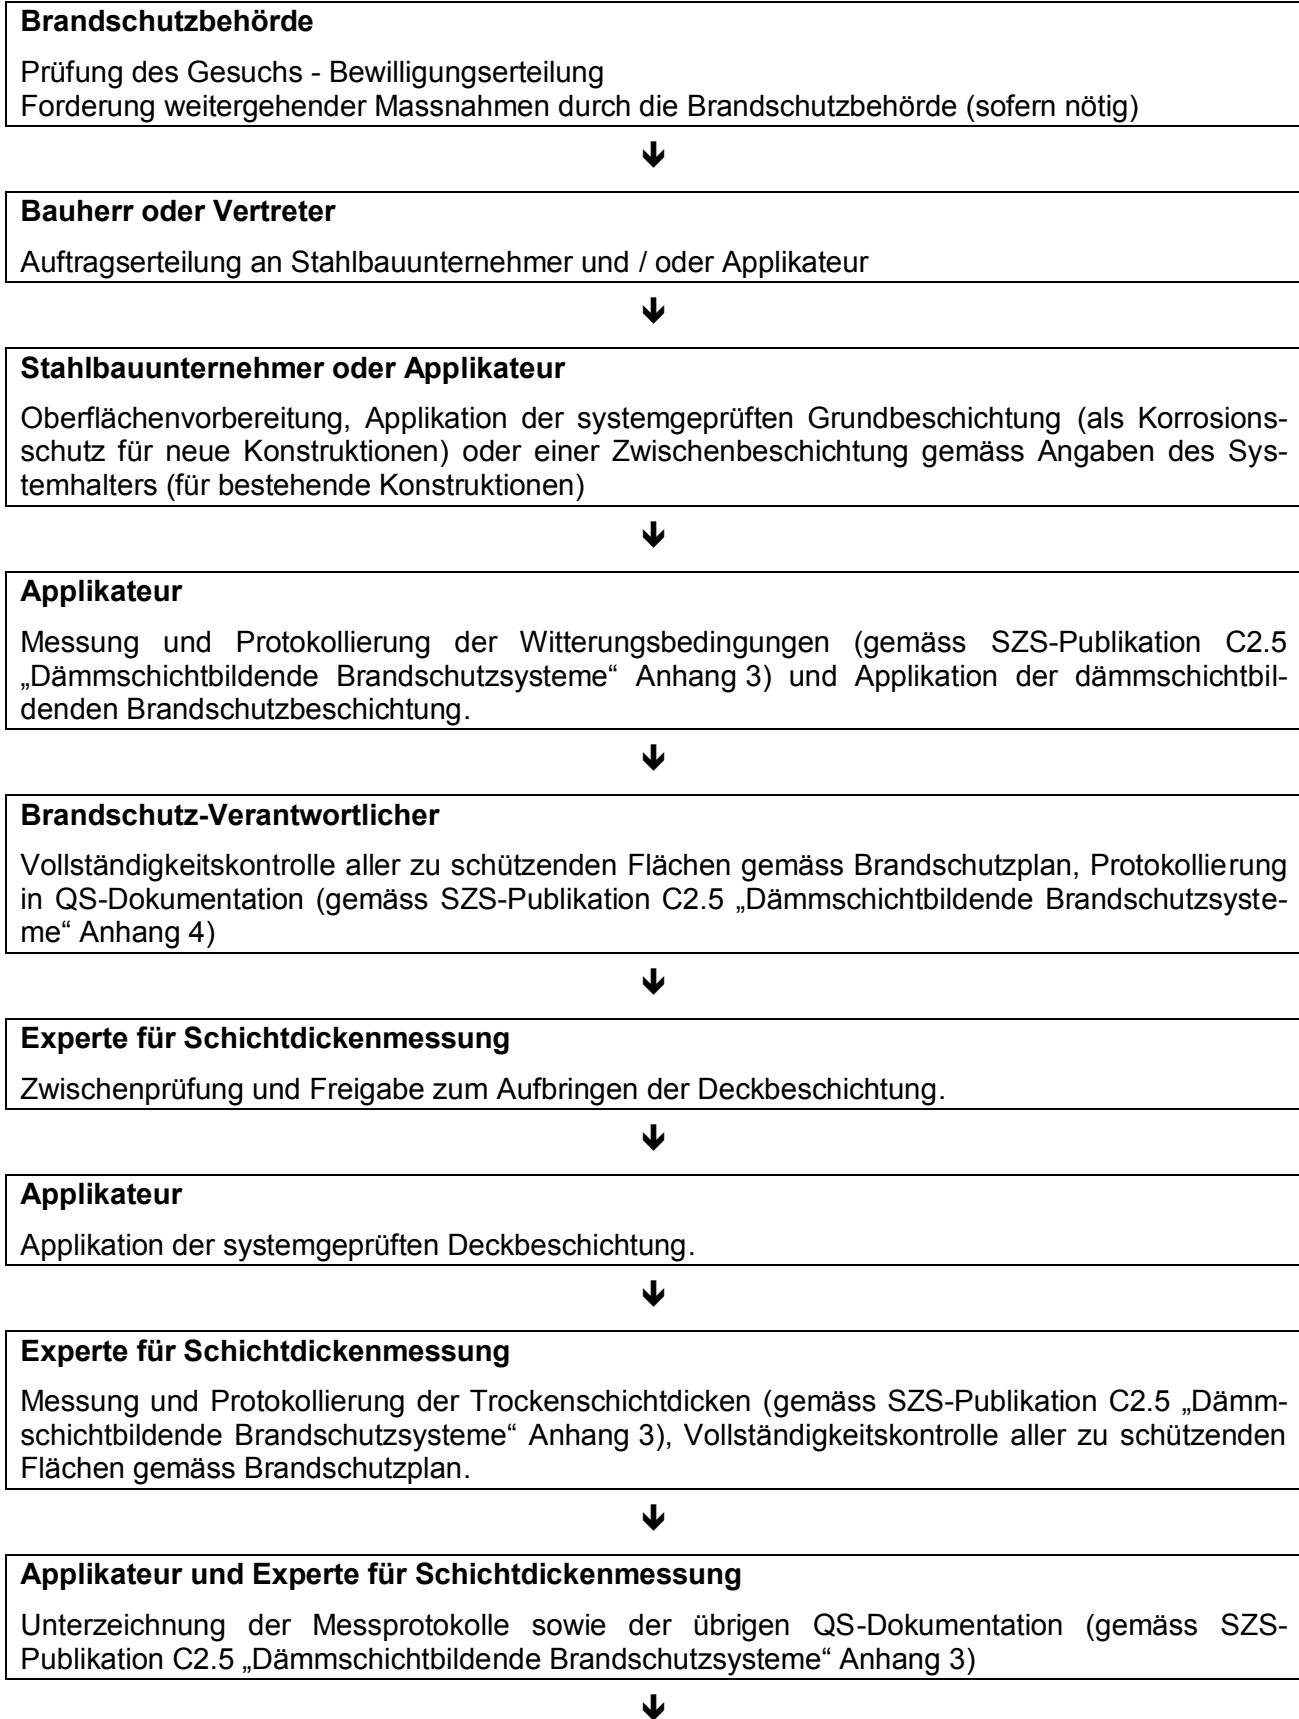 Brandschutzbehörde
Prüfung des Gesuchs - Bewilligungserteilung
Forderung weitergehender Massnahmen durch die Brandschutzbehörde (sofern nötig)
Bauherr oder Vertreter
Auftragserteilung an Stahlbauunternehmer und / oder Applikateur
Stahlbauunternehmer oder Applikateur
Oberflächenvorbereitung, Applikation der systemgeprüften Grundbeschichtung (als Korrosions-
schutz für neue Konstruktionen) oder einer Zwischenbeschichtung gemäss Angaben des Sys-
temhalters (für bestehende Konstruktionen)
Applikateur
Messung und Protokollierung der Witterungsbedingungen (gemäss SZS-Publikation C2.5
„Dämmschichtbildende Brandschutzsysteme“ Anhang 3) und Applikation der dämmschichtbil-
denden Brandschutzbeschichtung.
Brandschutz-Verantwortlicher
Vollständigkeitskontrolle aller zu schützenden Flächen gemäss Brandschutzplan, Protokollierung
in QS-Dokumentation (gemäss SZS-Publikation C2.5 „Dämmschichtbildende Brandschutzsyste-
me“ Anhang 4)
Experte für Schichtdickenmessung
Zwischenprüfung und Freigabe zum Aufbringen der Deckbeschichtung.
Applikateur
Applikation der systemgeprüften Deckbeschichtung.
Experte für Schichtdickenmessung
Messung und Protokollierung der Trockenschichtdicken (gemäss SZS-Publikation C2.5 „Dämm-
schichtbildende Brandschutzsysteme“ Anhang 3), Vollständigkeitskontrolle aller zu schützenden
Flächen gemäss Brandschutzplan.
Applikateur und Experte für Schichtdickenmessung
Unterzeichnung der Messprotokolle sowie der übrigen QS-Dokumentation (gemäss SZS-
Publikation C2.5 „Dämmschichtbildende Brandschutzsysteme“ Anhang 3)